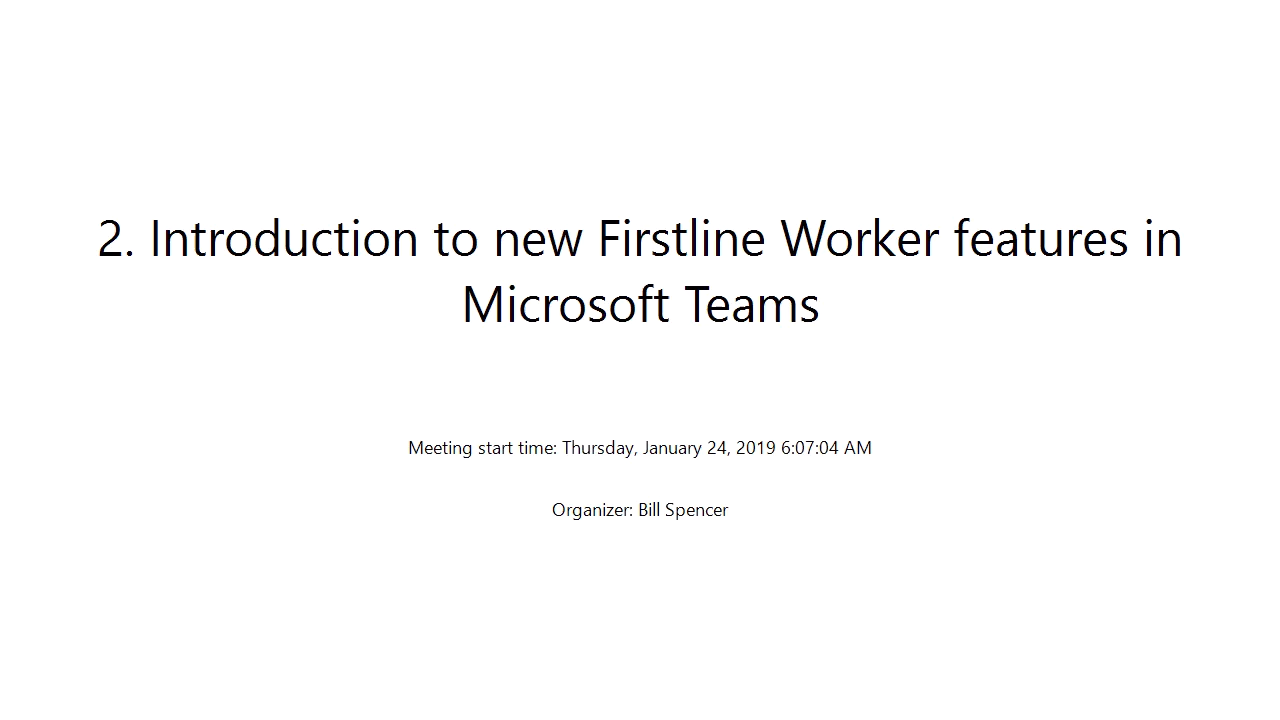 2. Introduction to new Firstline Worker features in
Microsoft Teams
Meeting start time: Thursday, January 24, 2019 6:07:04 AM
Organizer: Bill Spencer